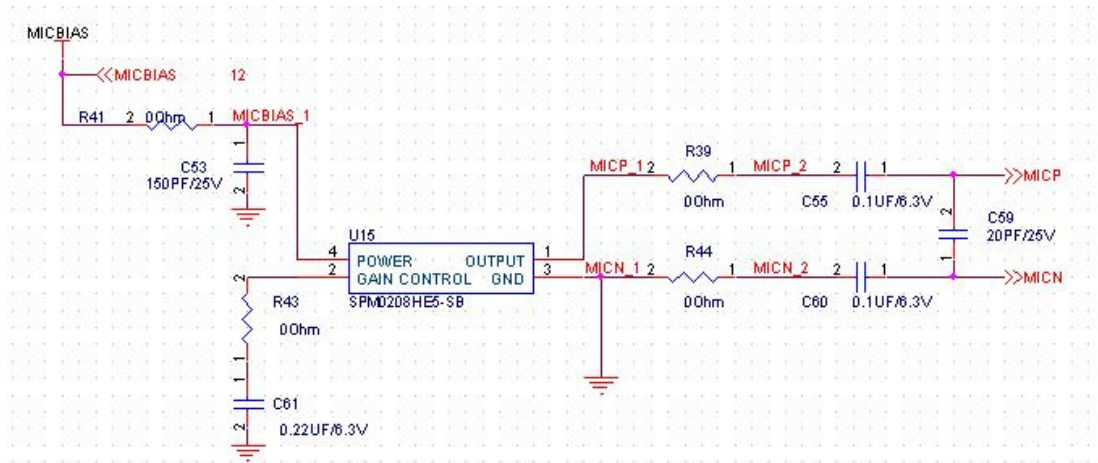 MICBIAS
MICBIAS 12
R41 2 0Ohm 1 MICBIAS_1
1
C53
150PF/25V
2
R39
MICP_1 2 1 MICP_2 2 1 MICP
0Ohm C55 0.1UF/6.3V
2 C59
20PF/25V
1
U15
4 POWER OUTPUT 1
2 GAIN CONTROL GND 3
SPM0208HE5-SB
R44
MICN_1 2 1 MICN_2 2 1 MICN
0Ohm C60 0.1UF/6.3V
2
R43
0Ohm
1
1
C61
2 0.22UF/6.3V